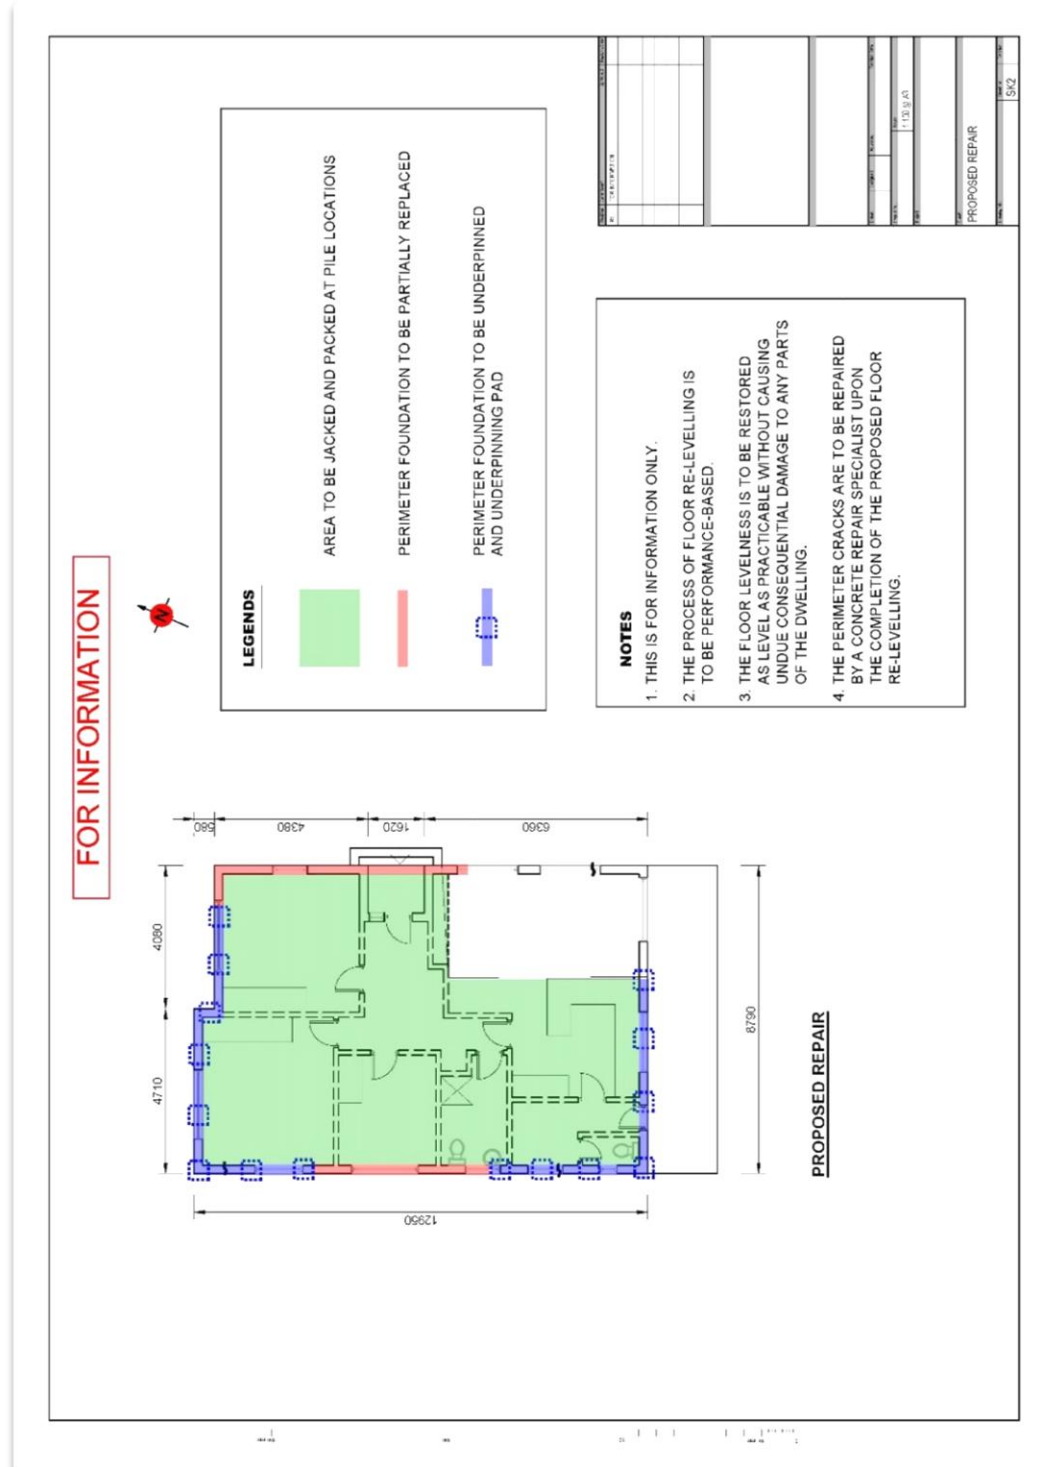 FOR INFORMATION
N
LEGENDS
AREA TO BE JACKED AND PACKED AT PILE LOCATIONS
PERIMETER FOUNDATION TO BE PARTIALLY REPLACED
PERIMETER FOUNDATION TO BE UNDERPINNED
AND UNDERPINNING PAD
NOTES
1. THIS IS FOR INFORMATION ONLY.
2. THE PROCESS OF FLOOR RE-LEVELLING IS
TO BE PERFORMANCE-BASED.
3. THE FLOOR LEVELNESS IS TO BE RESTORED
AS LEVEL AS PRACTICABLE WITHOUT CAUSING
UNDUE CONSEQUENTIAL DAMAGE TO ANY PARTS
OF THE DWELLING.
4. THE PERIMETER CRACKS ARE TO BE REPAIRED
BY A CONCRETE REPAIR SPECIALIST UPON
THE COMPLETION OF THE PROPOSED FLOOR
RE-LEVELLING.
580
4380
1620
6360
4080
4710
8790
12950
PROPOSED REPAIR
PROPOSED REPAIR
SK2